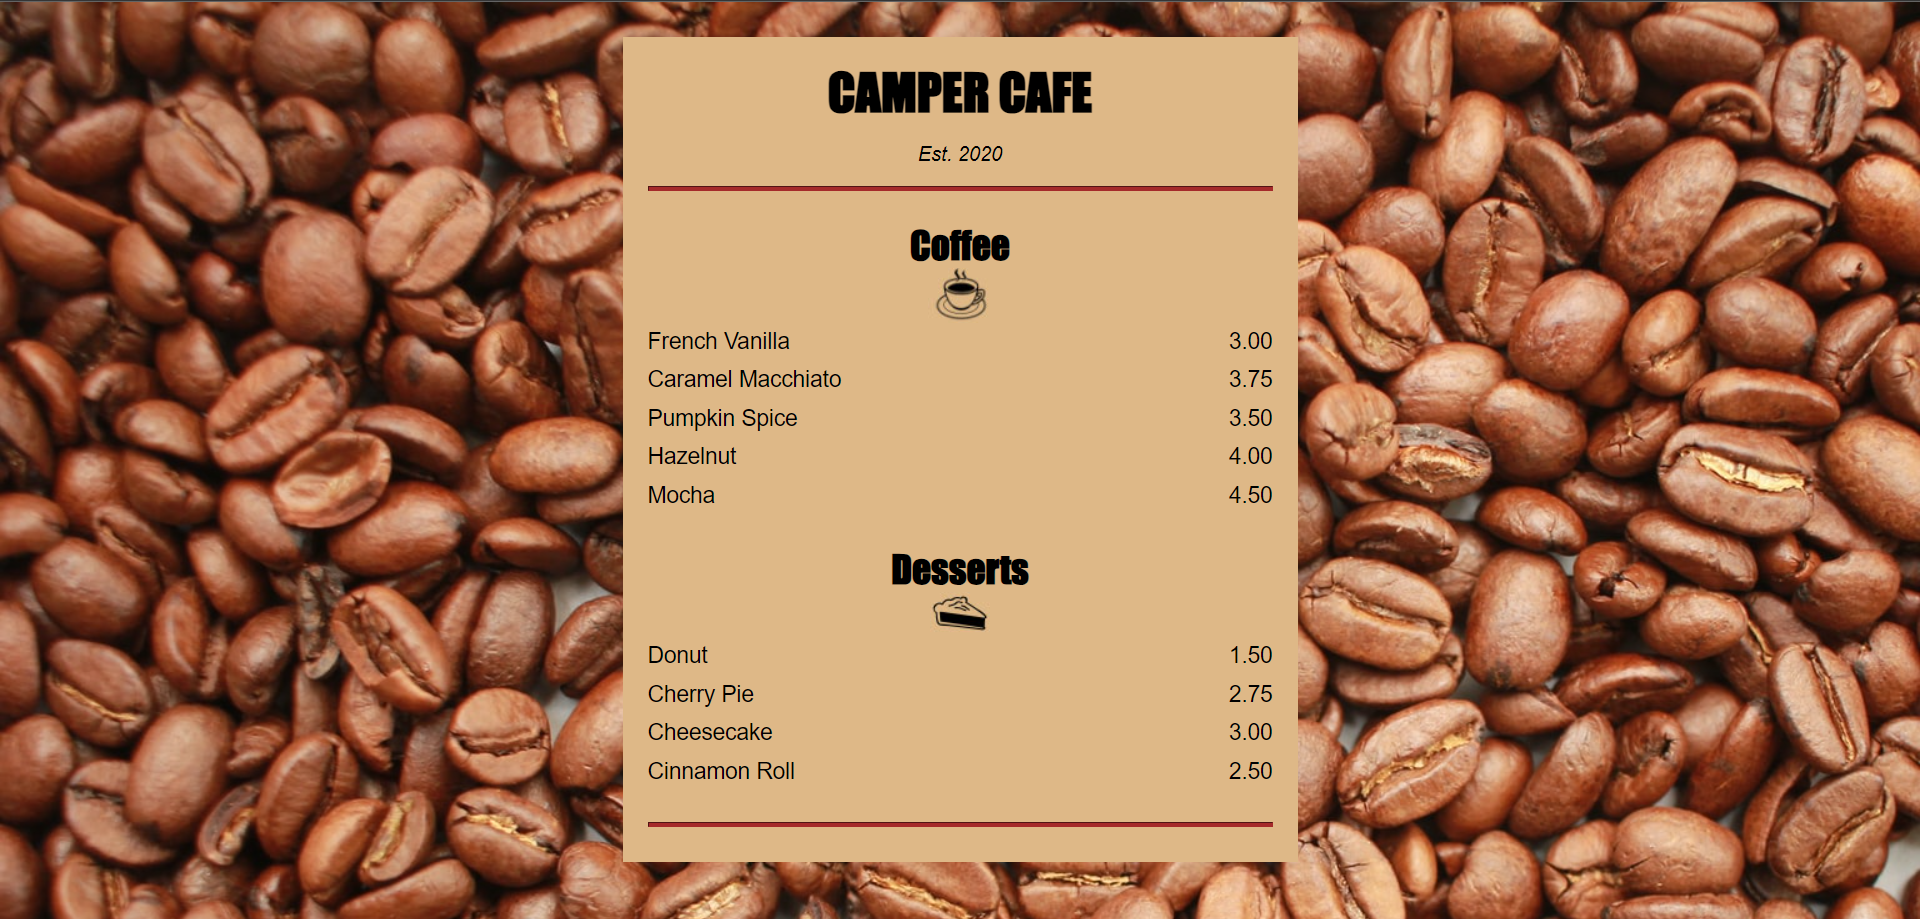 CAMPER CAFE
Est. 2020
Coffee
French Vanilla 3.00
Caramel Macchiato 3.75
Pumpkin Spice 3.50
Hazelnut 4.00
Mocha 4.50
Desserts
Donut 1.50
Cherry Pie 2.75
Cheesecake 3.00
Cinnamon Roll 2.50